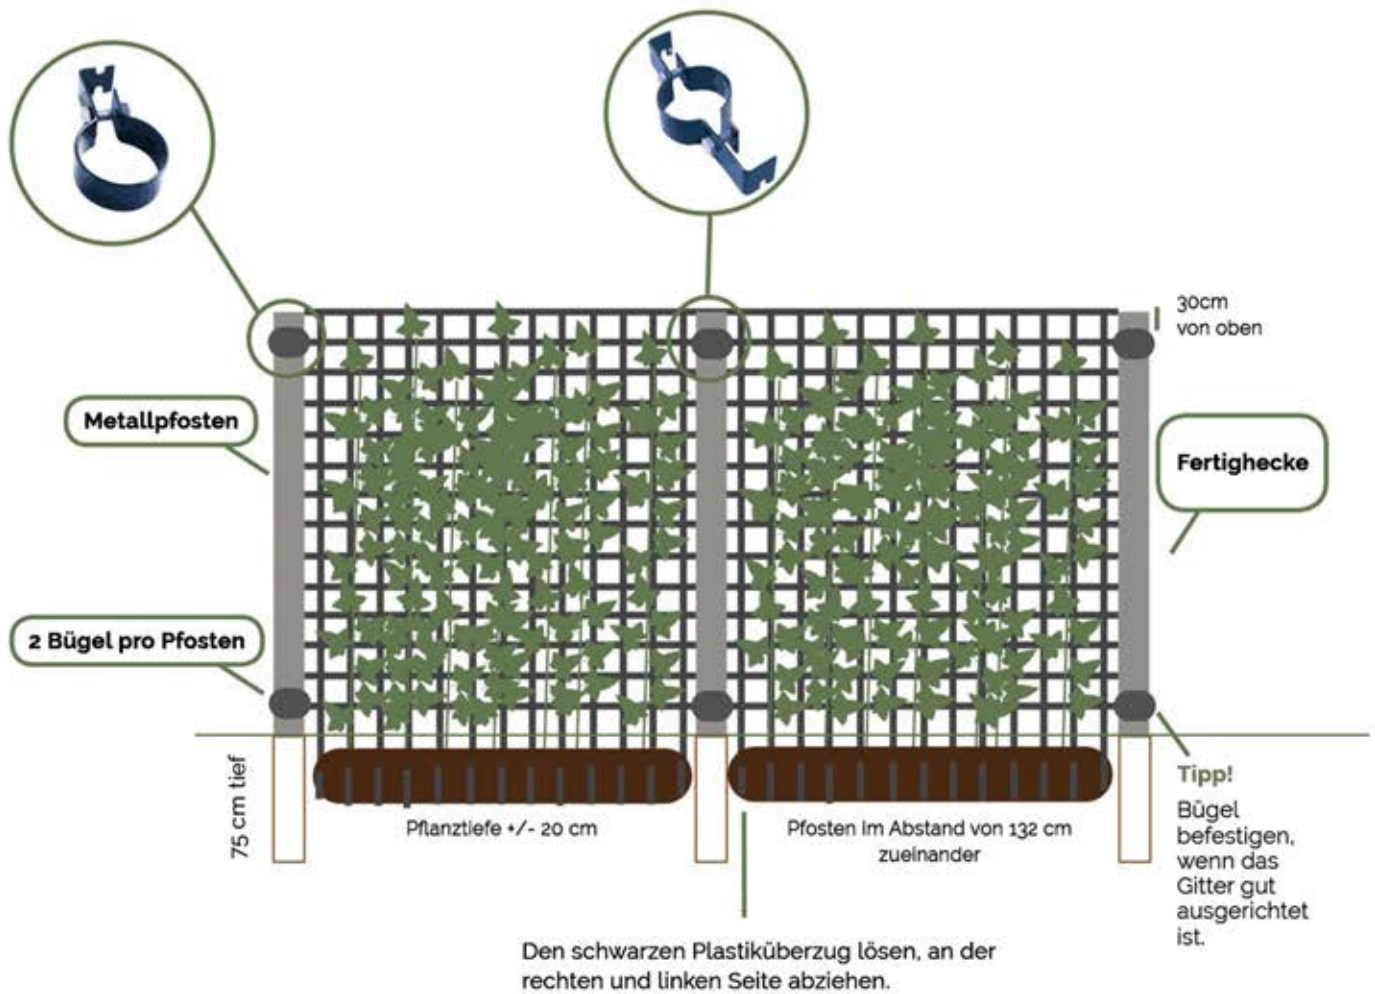 30cm
von oben
Metallpfosten
Fertighecke
2 Bügel pro Pfosten
75 cm tief
Pflanztiefe +/- 20 cm
Pfosten im Abstand von 132 cm
zueinander
Tipp!
Bügel
befestigen,
wenn das
Gitter gut
ausgerichtet
ist.
Den schwarzen Plastiküberzug lösen, an der
rechten und linken Seite abziehen.